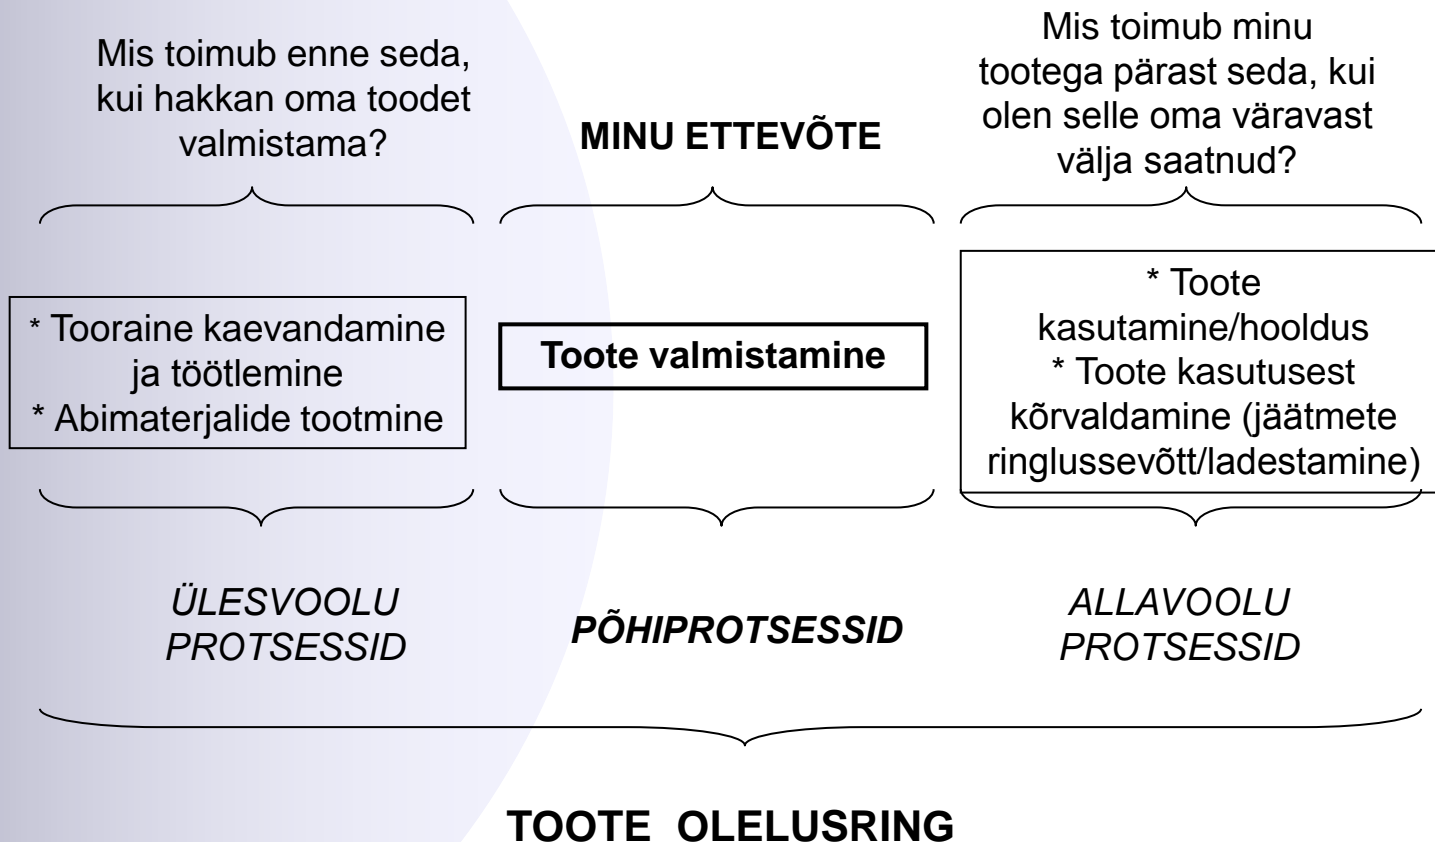 Mis toimub enne seda,
kui hakkan oma toodet
valmistama?
MINU ETTEVÕTE
Mis toimub minu
tootega pärast seda, kui
olen selle oma väravast
välja saatnud?
* Tooraine kaevandamine
ja töötlemine
* Abimaterjalide tootmine
Toote valmistamine
* Toote
kasutamine/hooldus
* Toote kasutusest
kõrvaldamine (jäätmete
ringlussevõtt/ladestamine)
ÜLESVOOLU
PROTSESSID
PÕHIPROTSESSID
ALLAVOOLU
PROTSESSID
TOOTE OLELUSRING